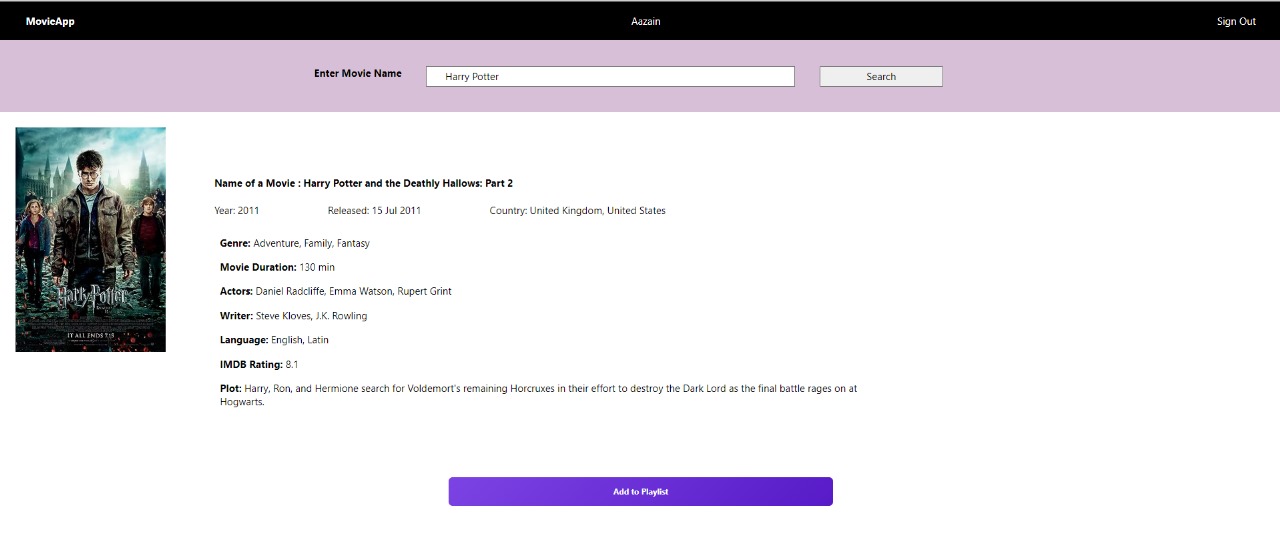 MovieApp
Aazain
Sign Out
Enter Movie Name
Harry Potter
Search
Name of a Movie : Harry Potter and the Deathly Hallows: Part 2
Year: 2011
Released: 15 Jul 2011
Country: United Kingdom, United States
Genre: Adventure, Family, Fantasy
Movie Duration: 130 min
Actors: Daniel Radcliffe, Emma Watson, Rupert Grint
Writer: Steve Kloves, J.K. Rowling
Language: English, Latin
IMDB Rating: 8.1
Plot: Harry, Ron, and Hermione search for Voldemort's remaining Horcruxes in their effort to destroy the Dark Lord as the final battle rages on at
Hogwarts.
Harry Potter
IT ALL ENDS 7.15
Add to Playlist